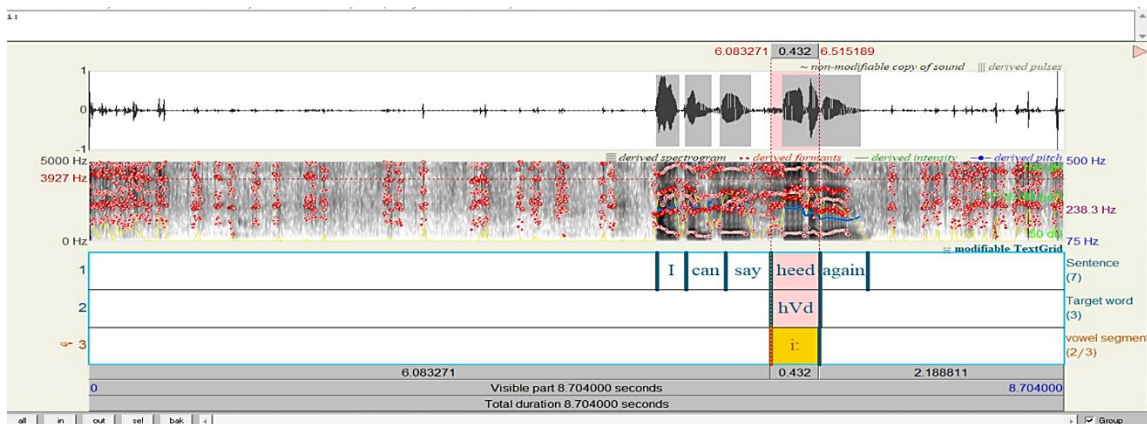 i:
6.083271 0.432 6.515189
~ non-modifiable copy of sound ||| derived pulses
1
0
-1
derived spectrogram •• derived formants — derived intensity derived pitch
5000 Hz 500 Hz
3927 Hz
238.3 Hz
0 Hz 75 Hz
modifiable TextGrid
1 I can say heed again Sentence
(7)
2 hVd Target word
(3)
3 i: vowel segment
(2/3)
6.083271 0.432 2.188811
0 Visible part 8.704000 seconds 8.704000
Total duration 8.704000 seconds
all in out sel bak Group